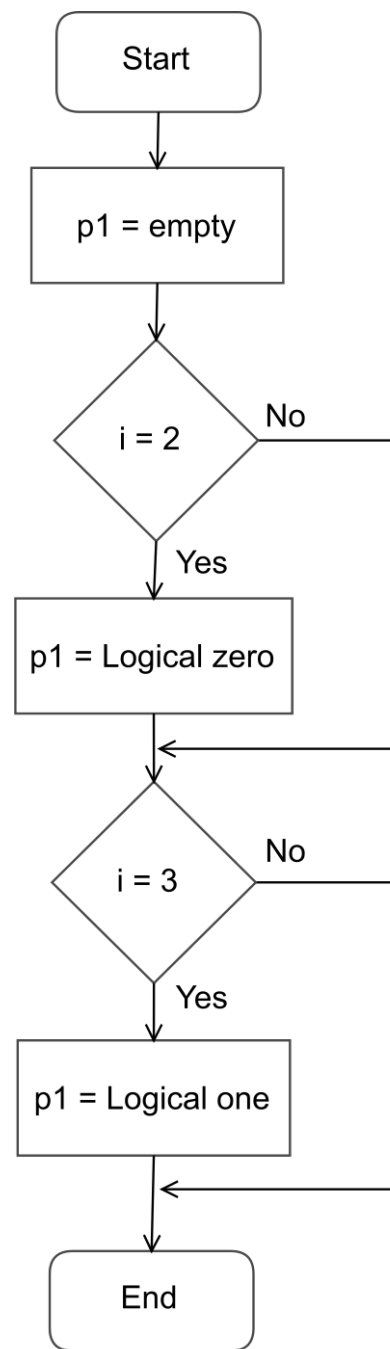 Start
p1 = empty
i = 2
No
Yes
p1 = Logical zero
i = 3
No
Yes
p1 = Logical one
End